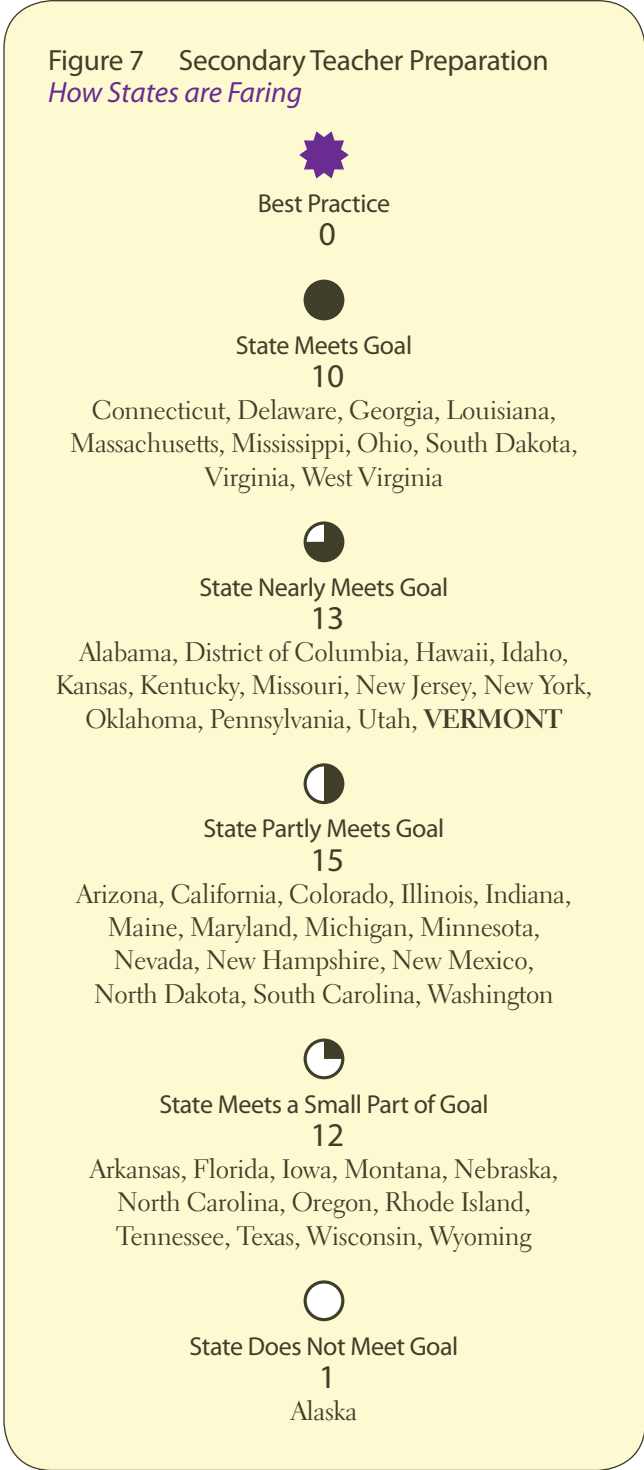 Figure 7 Secondary Teacher Preparation
How States are Faring
Best Practice
0
State Meets Goal
10
Connecticut, Delaware, Georgia, Louisiana,
Massachusetts, Mississippi, Ohio, South Dakota,
Virginia, West Virginia
State Nearly Meets Goal
13
Alabama, District of Columbia, Hawaii, Idaho,
Kansas, Kentucky, Missouri, New Jersey, New York,
Oklahoma, Pennsylvania, Utah, VERMONT
State Partly Meets Goal
15
Arizona, California, Colorado, Illinois, Indiana,
Maine, Maryland, Michigan, Minnesota,
Nevada, New Hampshire, New Mexico,
North Dakota, South Carolina, Washington
State Meets a Small Part of Goal
12
Arkansas, Florida, Iowa, Montana, Nebraska,
North Carolina, Oregon, Rhode Island,
Tennessee, Texas, Wisconsin, Wyoming
State Does Not Meet Goal
1
Alaska